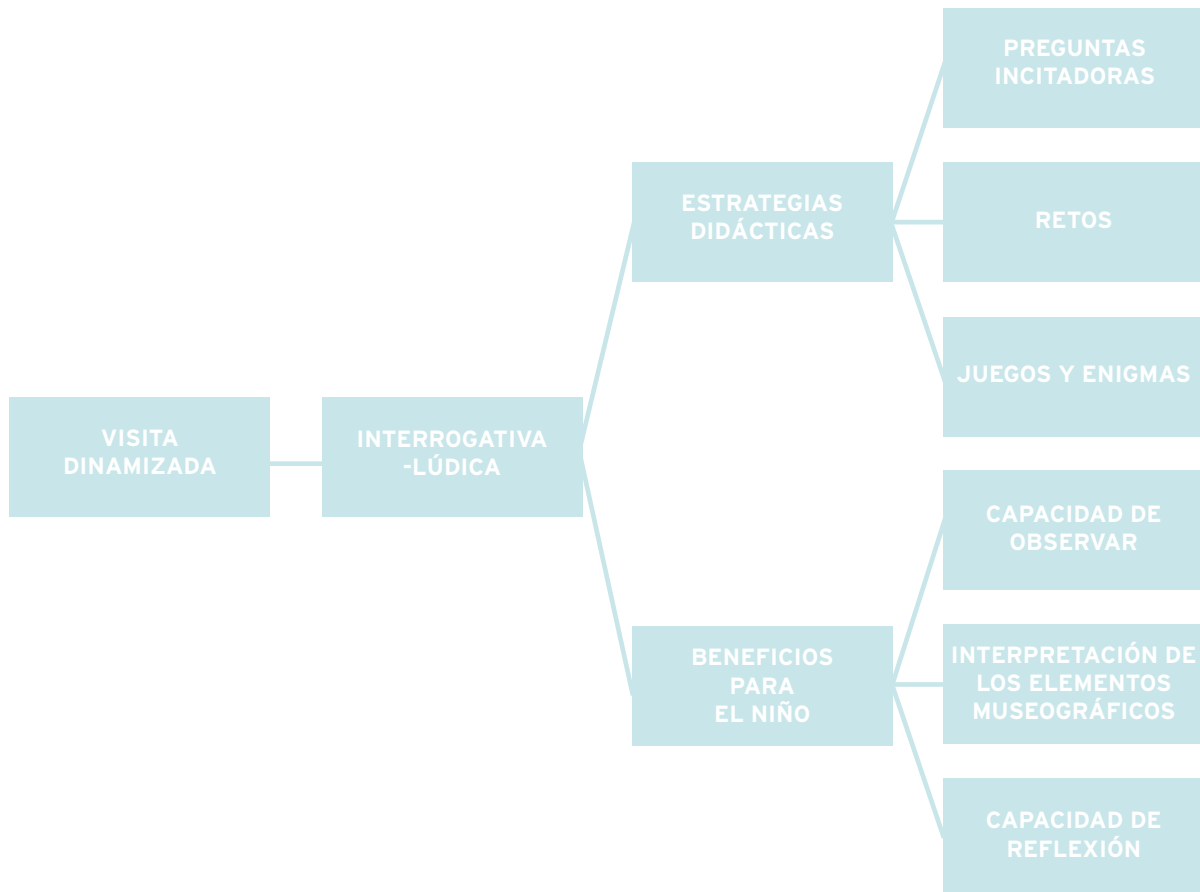 VISITA
DINAMIZADA
INTERROGATIVA
-LÚDICA
ESTRATEGIAS
DIDÁCTICAS
PREGUNTAS
INCITADORAS
RETOS
JUEGOS Y ENIGMAS
BENEFICIOS
PARA
EL NIÑO
CAPACIDAD DE
OBSERVAR
INTERPRETACIÓN DE
LOS ELEMENTOS
MUSEOGRÁFICOS
CAPACIDAD DE
REFLEXIÓN